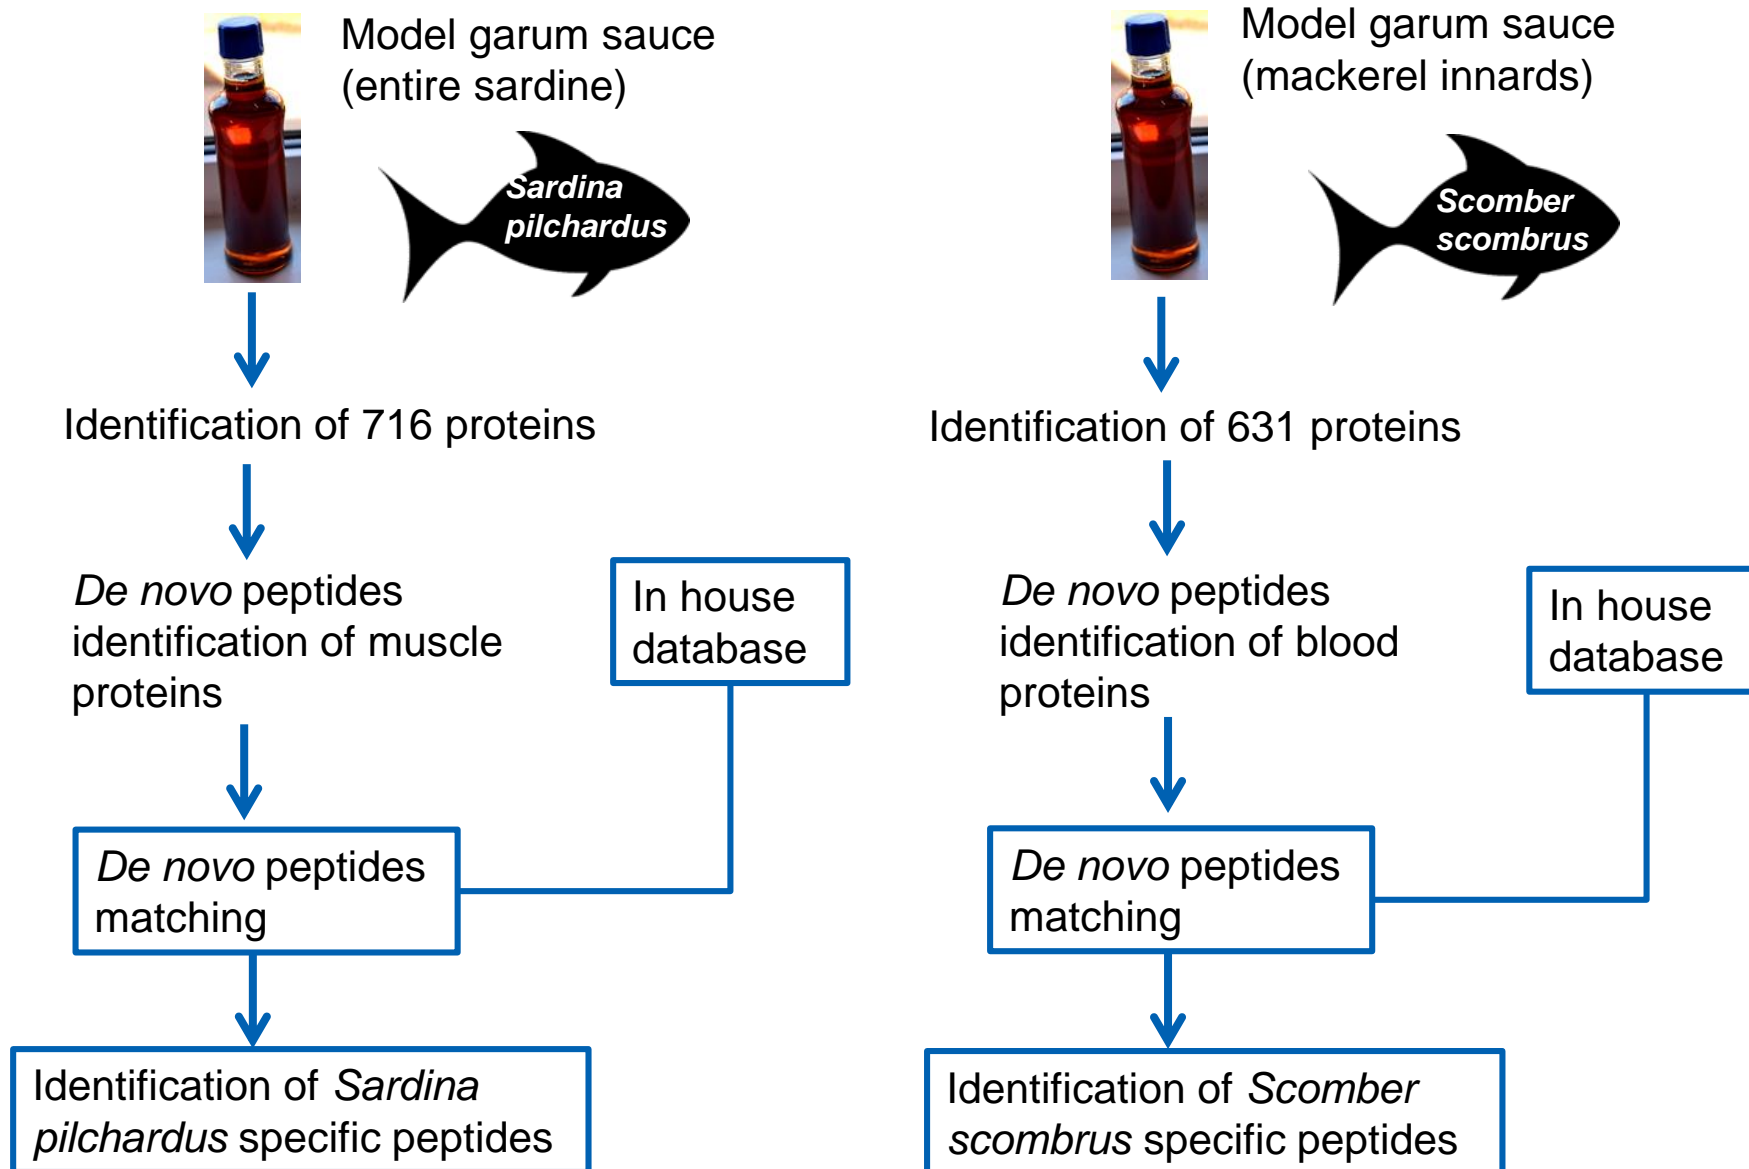 Model garum sauce
(entire sardine)
Sardina
pilchardus
Identification of 716 proteins
De novo peptides
identification of muscle
proteins
In house
database
De novo peptides
matching
Identification of Sardina
pilchardus specific peptides
Model garum sauce
(mackerel innards)
Scomber
scombrus
Identification of 631 proteins
De novo peptides
identification of blood
proteins
In house
database
De novo peptides
matching
Identification of Scomber
scombrus specific peptides